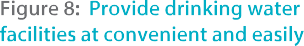 Figure 8: Provide drinking water
facilities at convenient and easily